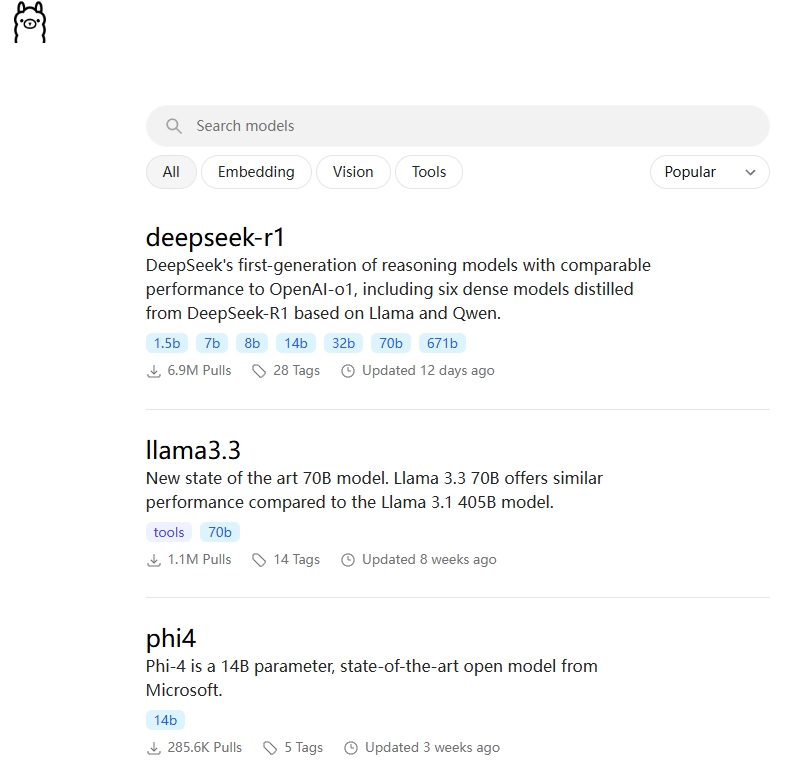 Search models
All Embedding Vision Tools Popular
deepseek-r1
DeepSeek's first-generation of reasoning models with comparable
performance to OpenAI-o1, including six dense models distilled
from DeepSeek-R1 based on Llama and Qwen.
1.5b 7b 8b 14b 32b 70b 671b
6.9M Pulls 28 Tags Updated 12 days ago
llama3.3
New state of the art 70B model. Llama 3.3 70B offers similar
performance compared to the Llama 3.1 405B model.
tools 70b
1.1M Pulls 14 Tags Updated 8 weeks ago
phi4
Phi-4 is a 14B parameter, state-of-the-art open model from
Microsoft.
14b
285.6K Pulls 5 Tags Updated 3 weeks ago